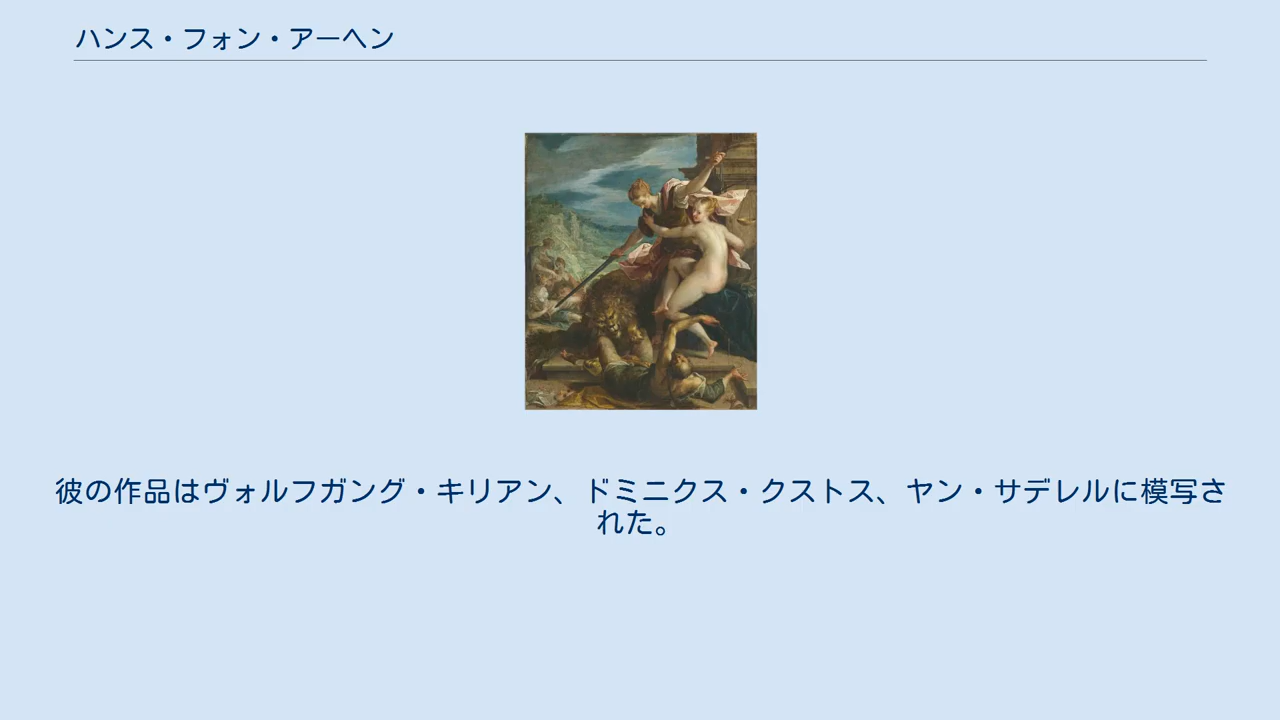 ハンス・フォン・アーヘン
彼の作品はヴォルフガング・キリアン、ドミニクス・クストス、ヤン・サデレルに模写さ
れた。